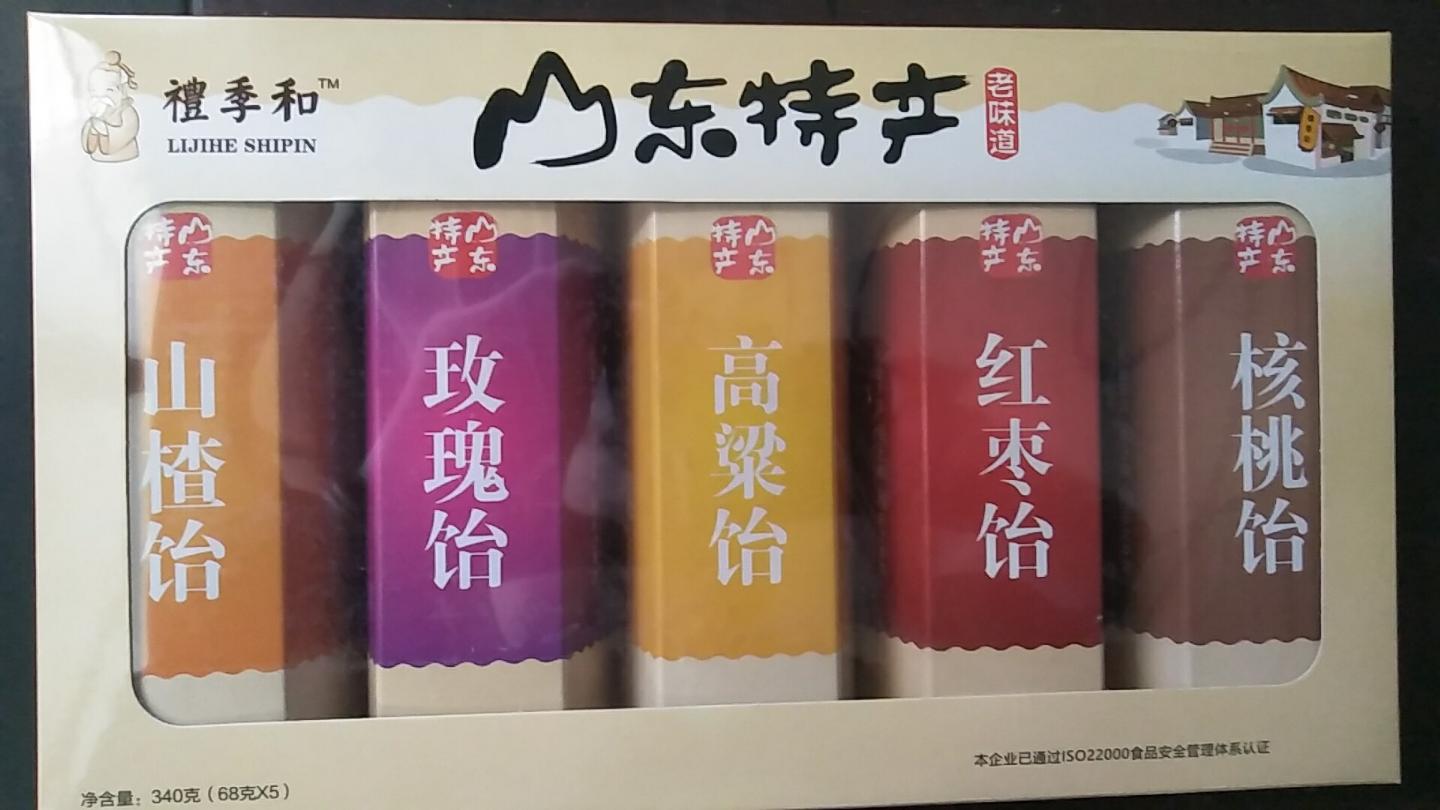 禮季和™
LIJIHE SHIPIN
山东特产
老味道
山东特产
山东特产
山东特产
山东特产
山东特产
山楂饴
玫瑰饴
高粱饴
红枣饴
核桃饴
本企业已通过ISO22000食品安全管理体系认证
净含量：340克（68克X5）